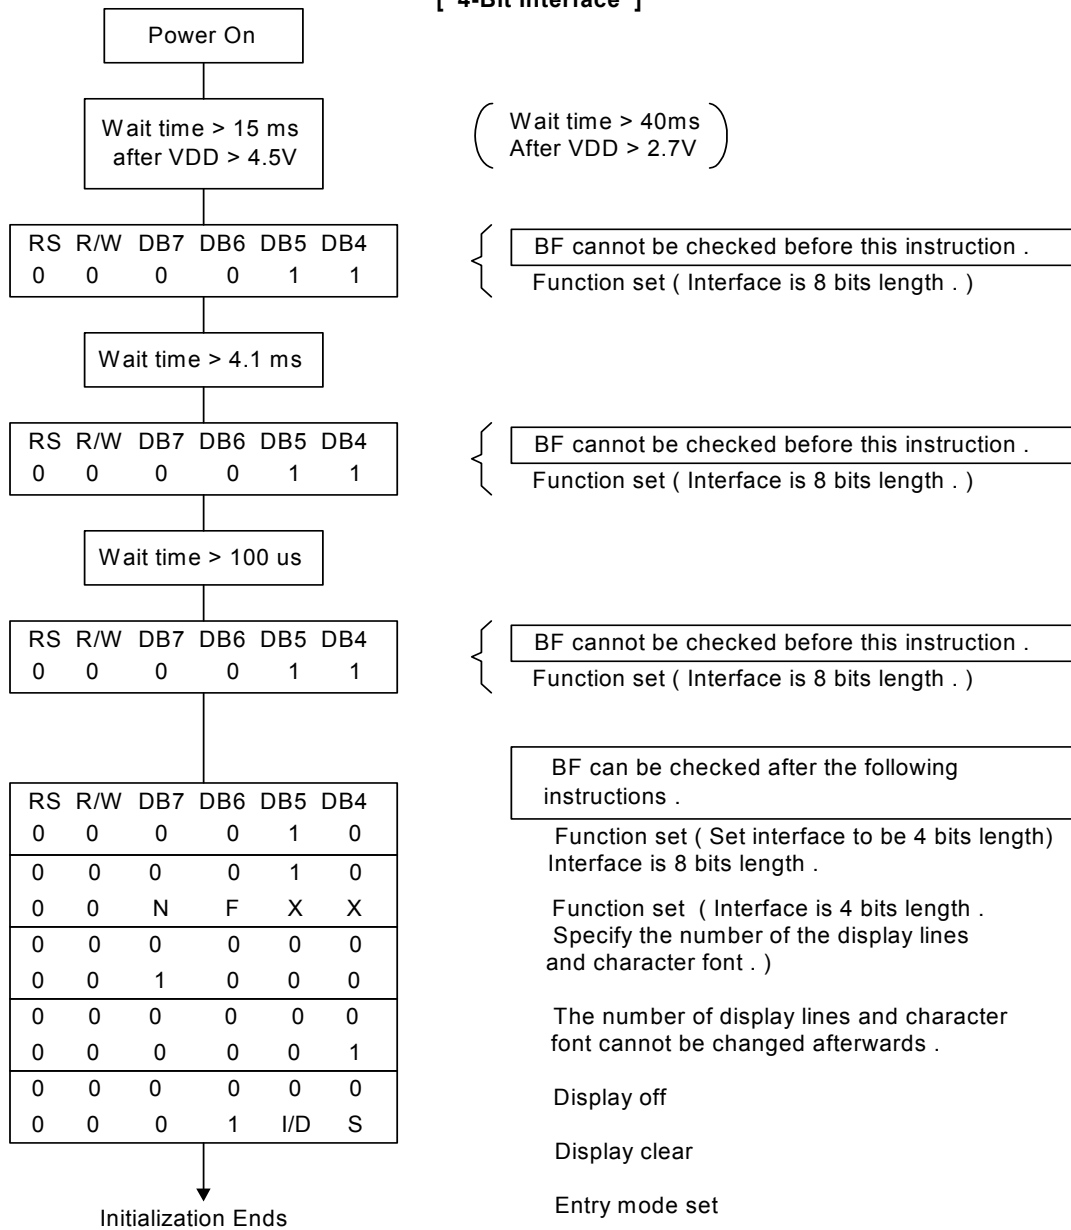 [ 4-Bit Interface ]
Power On
Wait time > 15 ms
after VDD > 4.5V
Wait time > 40ms
After VDD > 2.7V
RS R/W DB7 DB6 DB5 DB4
0 0 0 0 1 1
BF cannot be checked before this instruction .
Function set ( Interface is 8 bits length . )
Wait time > 4.1 ms
RS R/W DB7 DB6 DB5 DB4
0 0 0 0 1 1
BF cannot be checked before this instruction .
Function set ( Interface is 8 bits length . )
Wait time > 100 us
RS R/W DB7 DB6 DB5 DB4
0 0 0 0 1 1
BF cannot be checked before this instruction .
Function set ( Interface is 8 bits length . )
RS R/W DB7 DB6 DB5 DB4
0 0 0 0 1 0
0 0 0 0 1 0
0 0 N F X X
0 0 0 0 0 0
0 0 1 0 0 0
0 0 0 0 0 0
0 0 0 0 0 1
0 0 0 0 0 0
0 0 0 1 I/D S
Initialization Ends
BF can be checked after the following
instructions .
Function set ( Set interface to be 4 bits length)
Interface is 8 bits length .
Function set ( Interface is 4 bits length .
Specify the number of the display lines
and character font . )
The number of display lines and character
font cannot be changed afterwards .
Display off
Display clear
Entry mode set